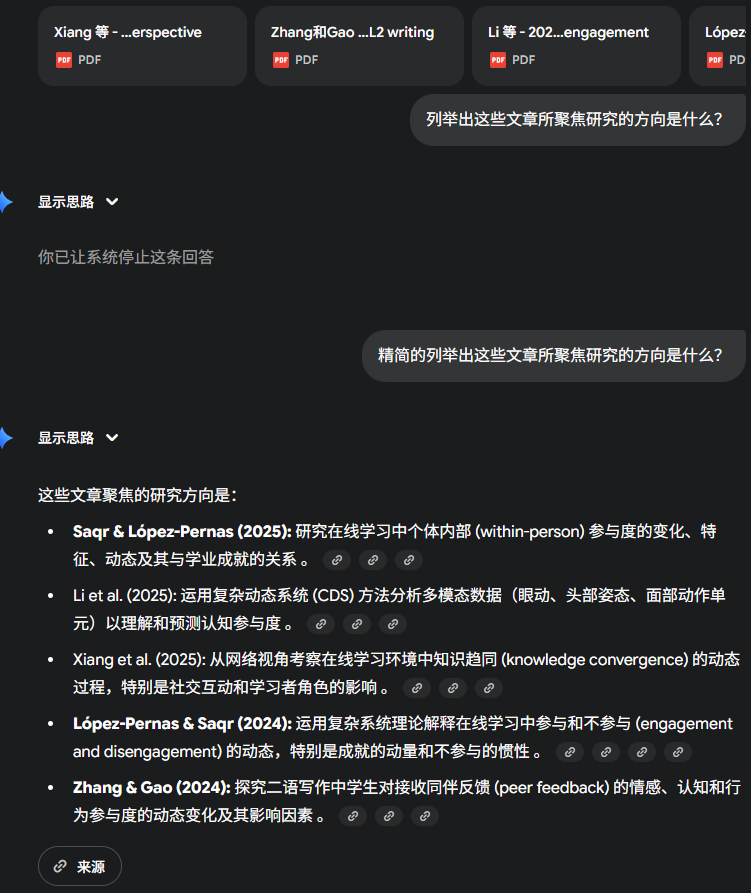 Xiang 等 - ...erspective
Zhang和Gao ...L2 writing
Li 等 - 202...engagement
López-
PDF PDF
PDF PDF
PDF PDF
PDF PD
列举出这些文章所聚焦研究的方向是什么？
显示思路
你已让系统停止这条回答
精简的列举出这些文章所聚焦研究的方向是什么？
显示思路
这些文章聚焦的研究方向是：
• Saqr & López-Pernas (2025): 研究在线学习中个体内部 (within-person) 参与度的变化、特
征、动态及其与学业成就的关系 。
• Li et al. (2025): 运用复杂动态系统 (CDS) 方法分析多模态数据（眼动、头部姿态、面部动作单
元）以理解和预测认知参与度 。
• Xiang et al. (2025): 从网络视角考察在线学习环境中知识趋同 (knowledge convergence) 的动态
过程，特别是社交互动和学习者角色的影响 。
• López-Pernas & Saqr (2024): 运用复杂系统理论解释在线学习中参与和不参与 (engagement
and disengagement) 的动态，特别是成就的动量和不参与的惯性 。
• Zhang & Gao (2024): 探究二语写作中学生对接收同伴反馈 (peer feedback) 的情感、认知和行
为参与度的动态变化及其影响因素 。
来源